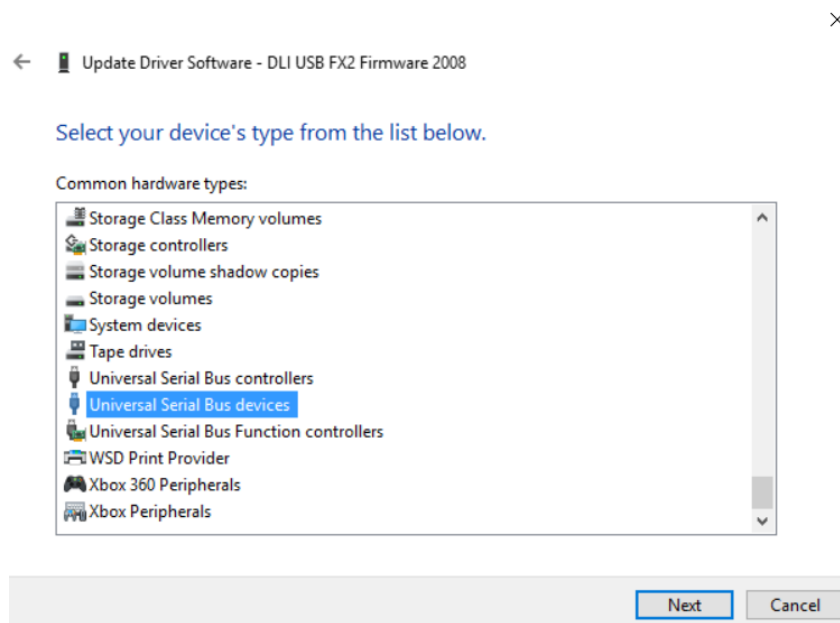 Update Driver Software - DLI USB FX2 Firmware 2008
Select your device's type from the list below.
Common hardware types:
Storage Class Memory volumes
Storage controllers
Storage volume shadow copies
Storage volumes
System devices
Tape drives
Universal Serial Bus controllers
Universal Serial Bus devices
Universal Serial Bus Function controllers
WSD Print Provider
Xbox 360 Peripherals
Xbox Peripherals
Next Cancel